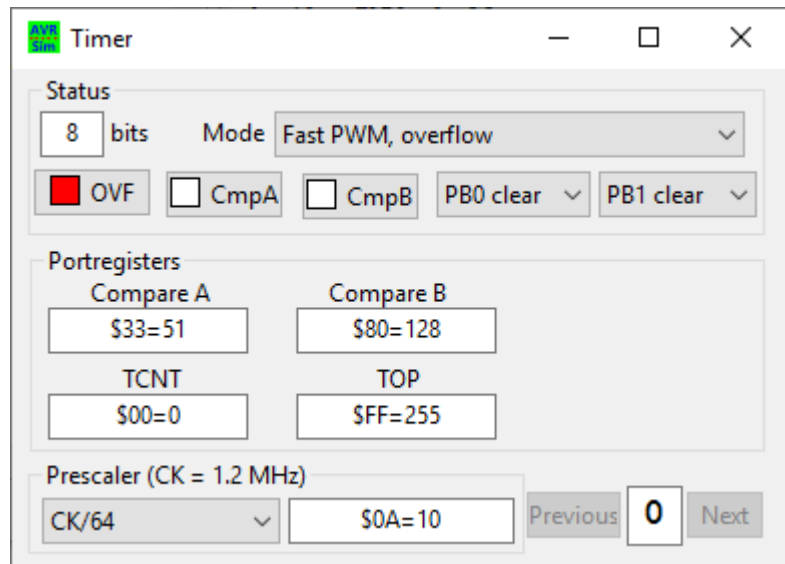 AVR
Sim
Timer
Status
8 bits Mode Fast PWM, overflow
OVF CmpA CmpB PB0 clear PB1 clear
Portregisters
Compare A Compare B
$33=51 $80=128
TCNT TOP
$00=0 $FF=255
Prescaler (CK = 1.2 MHz)
CK/64 $0A=10 Previous 0 Next